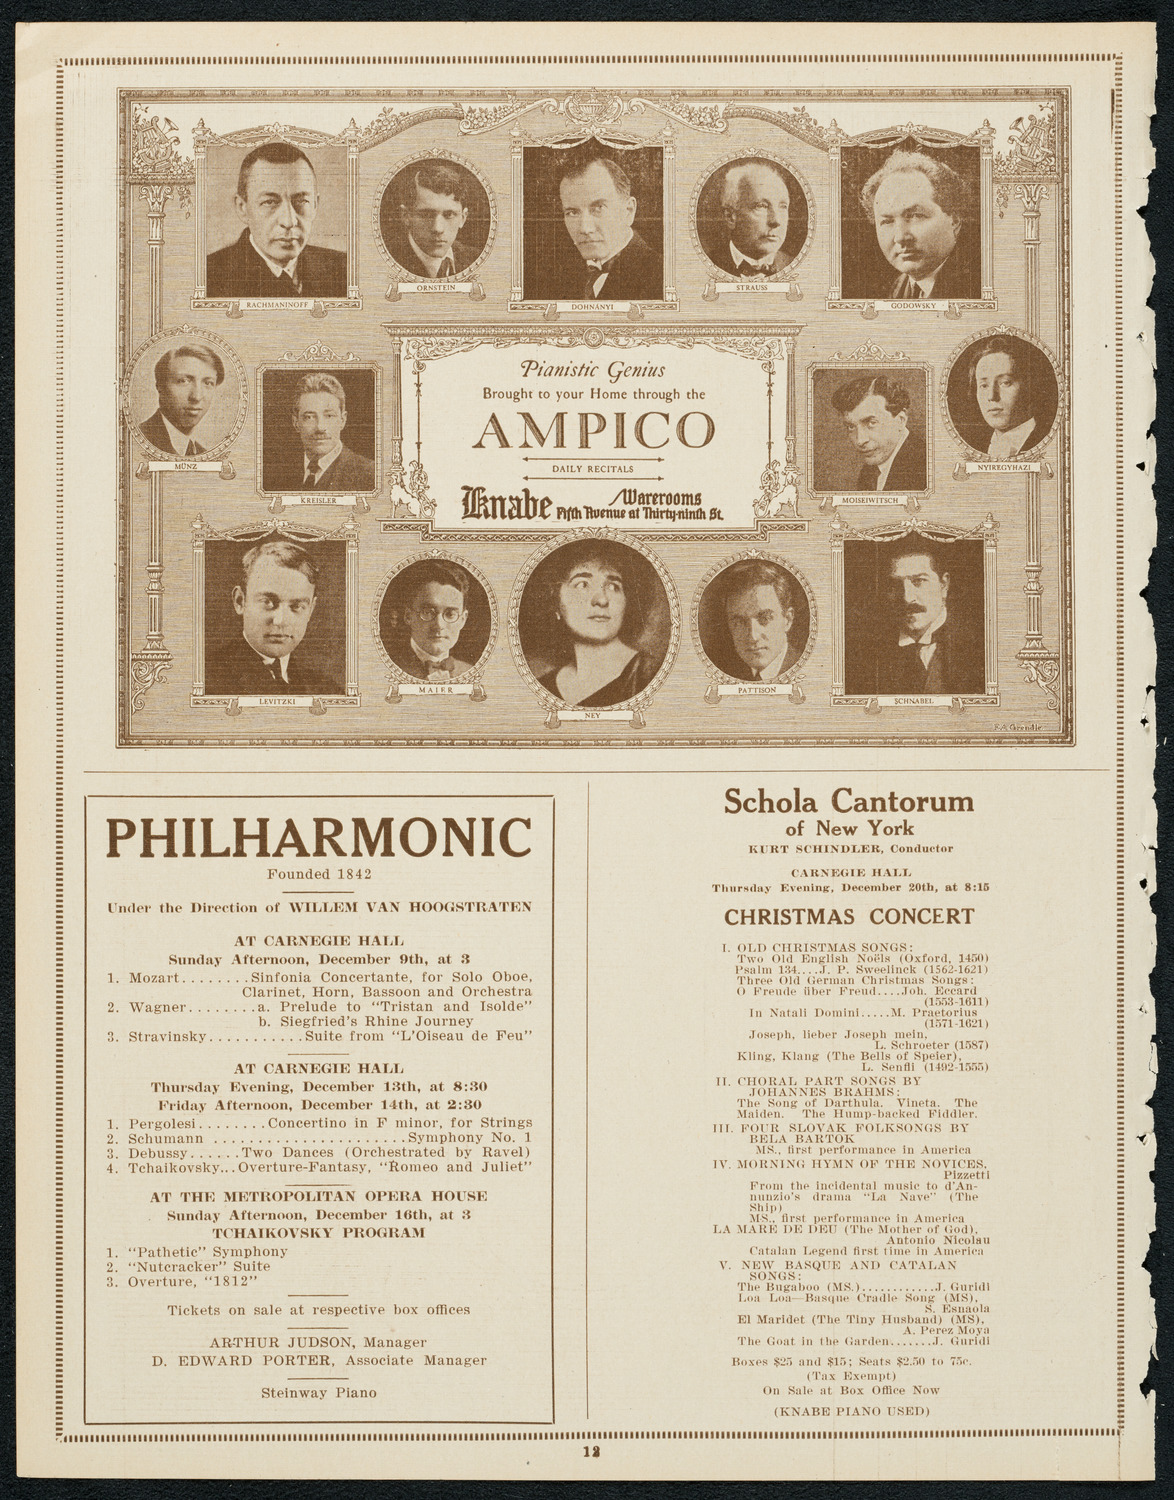 RACHMANINOFF
ORNSTEIN
DOHNÁNYI
STRAUSS
GODOWSKY
MÜNZ
KREISLER
Pianistic Genius
Brought to your Home through the
AMPICO
DAILY RECITALS
Knabe Warerooms
Fifth Avenue at Thirty-ninth St.
MOISEIWITSCH
NYIREGYHAZI
LEVITZKI
MAIER
NEY
PATTISON
SCHNABEL
PHILHARMONIC
Founded 1842
Under the Direction of WILLEM VAN HOOGSTRATEN
AT CARNEGIE HALL
Sunday Afternoon, December 9th, at 3
1. Mozart........Sinfonia Concertante, for Solo Oboe,
Clarinet, Horn, Bassoon and Orchestra
2. Wagner........a. Prelude to "Tristan and Isolde"
b. Siegfried's Rhine Journey
3. Stravinsky...........Suite from "L'Oiseau de Feu"
AT CARNEGIE HALL
Thursday Evening, December 13th, at 8:30
Friday Afternoon, December 14th, at 2:30
1. Pergolesi........Concertino in F minor, for Strings
2. Schumann ......................Symphony No. 1
3. Debussy......Two Dances (Orchestrated by Ravel)
4. Tchaikovsky...Overture-Fantasy, "Romeo and Juliet"
AT THE METROPOLITAN OPERA HOUSE
Sunday Afternoon, December 16th, at 3
TCHAIKOVSKY PROGRAM
1. "Pathetic" Symphony
2. "Nutcracker" Suite
3. Overture, "1812"
Tickets on sale at respective box offices
ARTHUR JUDSON, Manager
D. EDWARD PORTER, Associate Manager
Steinway Piano
Schola Cantorum
of New York
KURT SCHINDLER, Conductor
CARNEGIE HALL
Thursday Evening, December 20th, at 8:15
CHRISTMAS CONCERT
I. OLD CHRISTMAS SONGS:
Two Old English Noëls (Oxford, 1450)
Psalm 134....J. P. Sweelinck (1562-1621)
Three Old German Christmas Songs:
O Freude über Freud....Joh. Eccard
(1553-1611)
In Natali Domini.....M. Praetorius
(1571-1621)
Joseph, lieber Joseph mein,
L. Schroeter (1587)
Kling, Klang (The Bells of Speier),
L. Senfli (1492-1555)
II. CHORAL PART SONGS BY
JOHANNES BRAHMS:
The Song of Darthula. Vineta. The
Maiden. The Hump-backed Fiddler.
III. FOUR SLOVAK FOLKSONGS BY
BELA BARTOK
MS., first performance in America
IV. MORNING HYMN OF THE NOVICES,
Pizzetti
From the incidental music to d'An-
nunzio's drama "La Nave" (The
Ship)
MS., first performance in America
LA MARE DE DEU (The Mother of God),
Antonio Nicolau
Catalan Legend first time in America
V. NEW BASQUE AND CATALAN
SONGS:
The Bugaboo (MS.)............J. Guridi
Loa Loa—Basque Cradle Song (MS),
S. Esnaola
El Maridet (The Tiny Husband) (MS),
A. Perez Moya
The Goat in the Garden.......J. Guridi
Boxes $25 and $15; Seats $2.50 to 75c.
(Tax Exempt)
On Sale at Box Office Now
(KNABE PIANO USED)
12